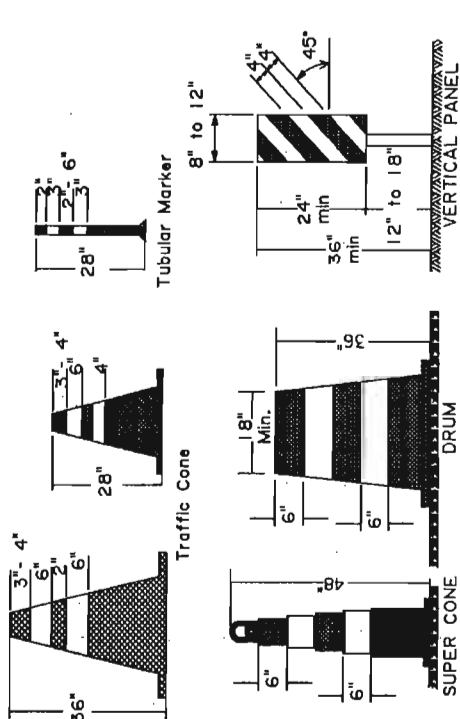 36"
3"- 4"
6"
2"
6"
28"
3"- 4"
6"
4"
Traffic Cone
28"
2"
3"
2"- 6"
3"
Tubular Marker
48"
6"
6"
SUPER CONE
18"
Min.
36"
6"
6"
DRUM
8" to 12"
4"
4"
45°
24"
min
36"
min
12" to 18"
VERTICAL PANEL